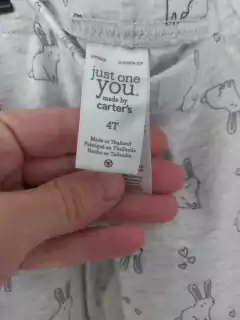 just one
you.
made by
carter's
4T
Made in Thailand
Fabriqué en Thaïlande
Hecho en Tailandia